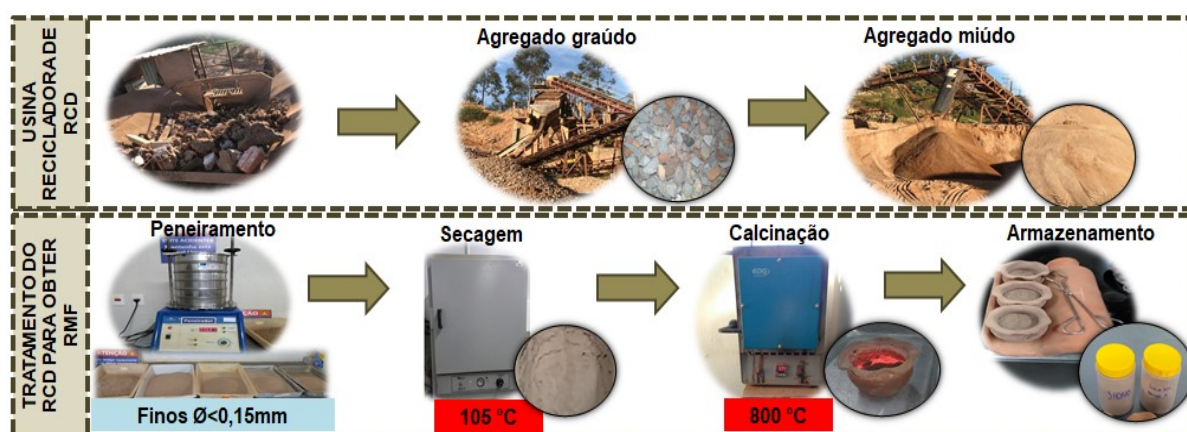 USINA
RECICLADORA DE
RCD
Agregado graúdo
Agregado miúdo
TRATAMENTO DO
RCD PARA OBTER
RMF
Peneiramento
Secagem
Calcinação
Armazenamento
EDG
Finos Ø<0,15mm
105 °C
800 °C